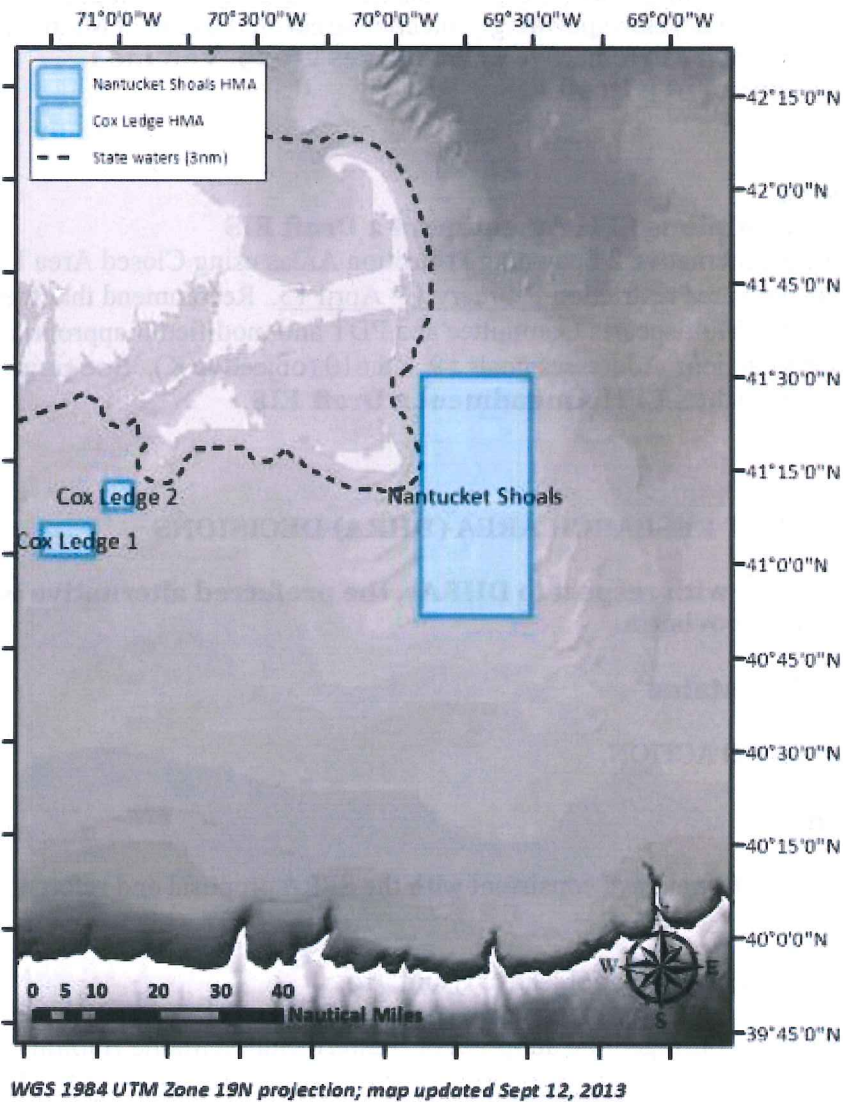 71°0'0"W 70°30'0"W 70°0'0"W 69°30'0"W 69°0'0"W
Nantucket Shoals HMA
Cox Ledge HMA
State waters (3nm)
42°15'0"N
42°0'0"N
41°45'0"N
41°30'0"N
41°15'0"N
Cox Ledge 2
Nantucket Shoals
Cox Ledge 1
41°0'0"N
40°45'0"N
40°30'0"N
40°15'0"N
40°0'0"N
W E
S
0 5 10 20 30 40
Nautical Miles
39°45'0"N
WGS 1984 UTM Zone 19N projection; map updated Sept 12, 2013